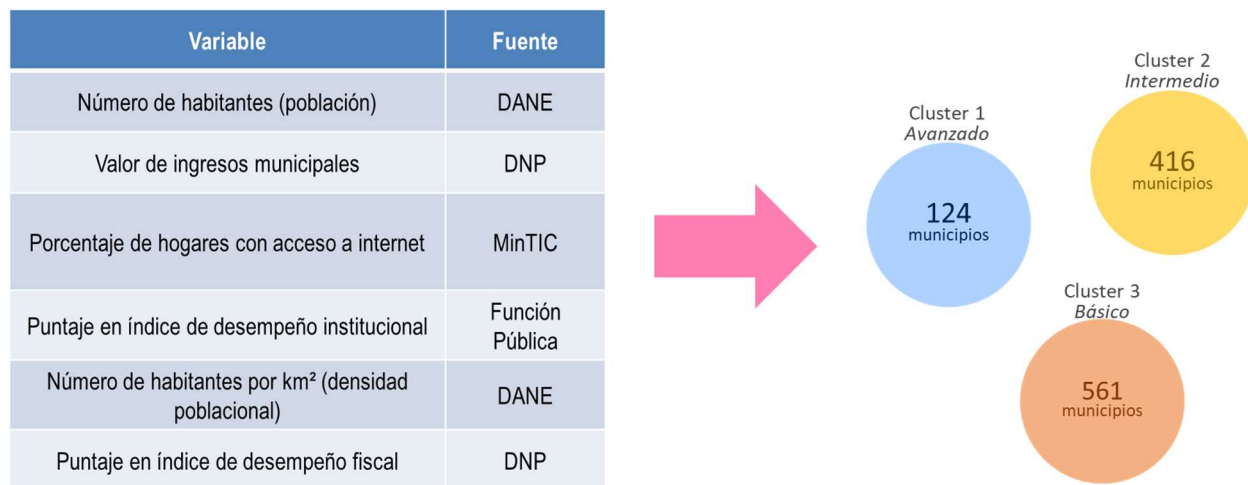 Variable Fuente
Número de habitantes (población) DANE
Valor de ingresos municipales DNP
Porcentaje de hogares con acceso a internet MinTIC
Puntaje en índice de desempeño institucional Función
Pública
Número de habitantes por km² (densidad
poblacional) DANE
Puntaje en índice de desempeño fiscal DNP
Cluster 1
Avanzado
124
municipios
Cluster 2
Intermedio
416
municipios
Cluster 3
Básico
561
municipios